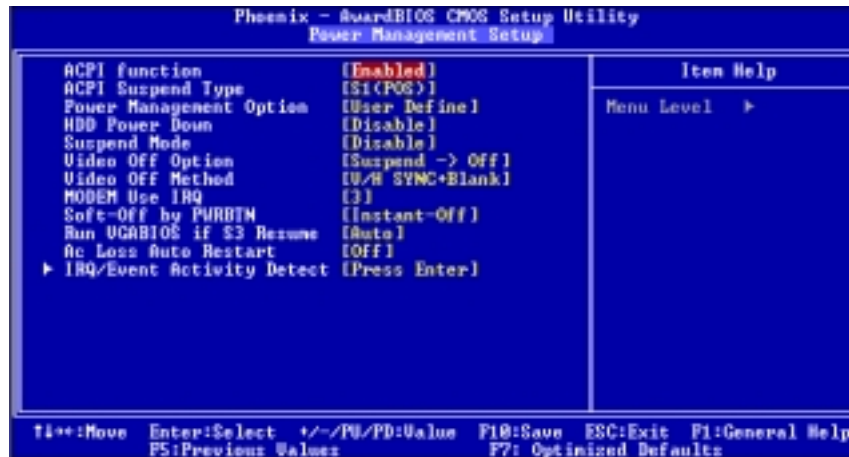 Phoenix - AwardBIOS CMOS Setup Utility
Power Management Setup
ACPI function [Enabled]
ACPI Suspend Type [S1(POS)]
Power Management Option [User Define]
HDD Power Down [Disable]
Suspend Mode [Disable]
Video Off Option [Suspend -> Off]
Video Off Method [V/H SYNC+Blank]
MODEM Use IRQ [3]
Soft-Off by PWRBTN [Instant-Off]
Run VGABIOS if S3 Resume [Auto]
Ac Loss Auto Restart [Off]
▶ IRQ/Event Activity Detect [Press Enter]
Item Help
Menu Level ▶
↑↓→←:Move Enter:Select +/-/PU/PD:Value F10:Save ESC:Exit F1:General Help
F5:Previous Values F7: Optimized Defaults